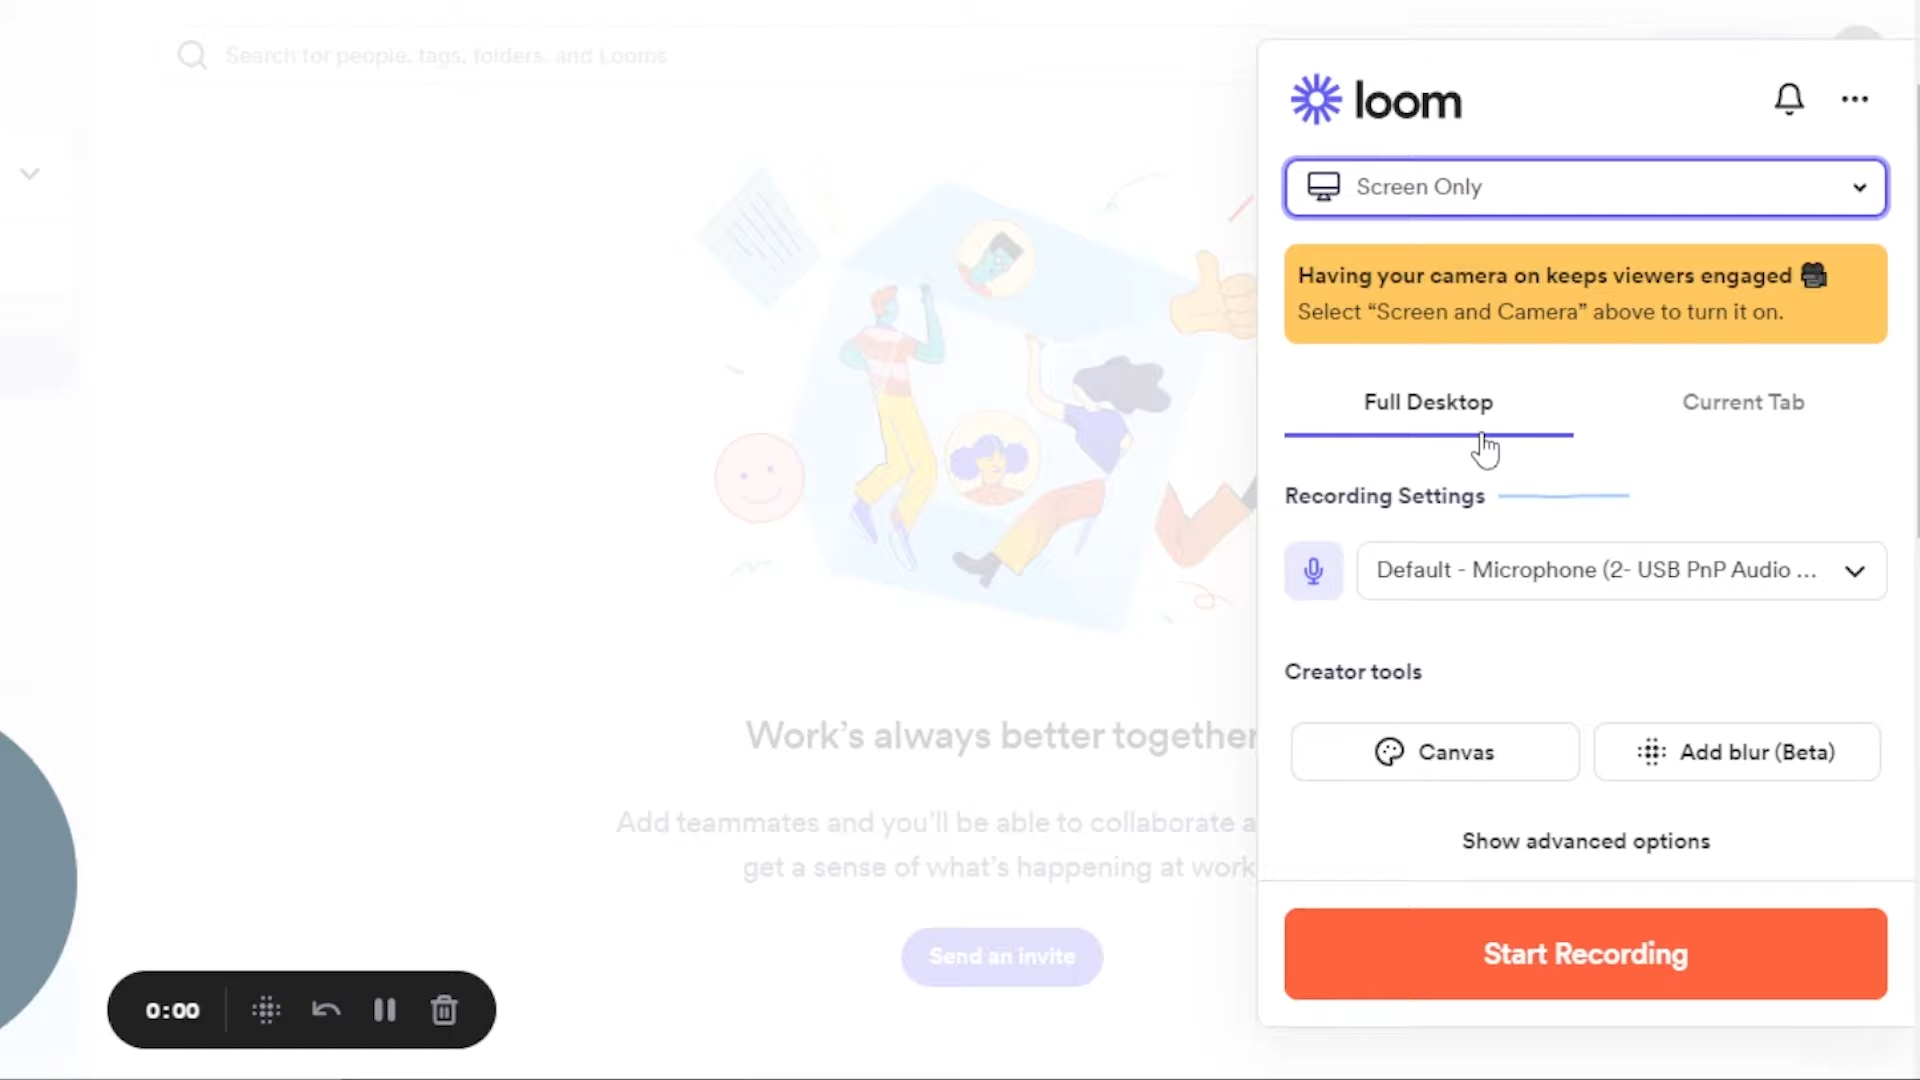 Search for people, tags, folders, and Looms
loom
Screen Only
Having your camera on keeps viewers engaged
Select “Screen and Camera” above to turn it on.
Full Desktop
Current Tab
Recording Settings
Default - Microphone (2- USB PnP Audio ...
Creator tools
Canvas
Add blur (Beta)
Show advanced options
Start Recording
Work’s always better together
Add teammates and you’ll be able to collaborate a
get a sense of what’s happening at work
Send an invite
0:00